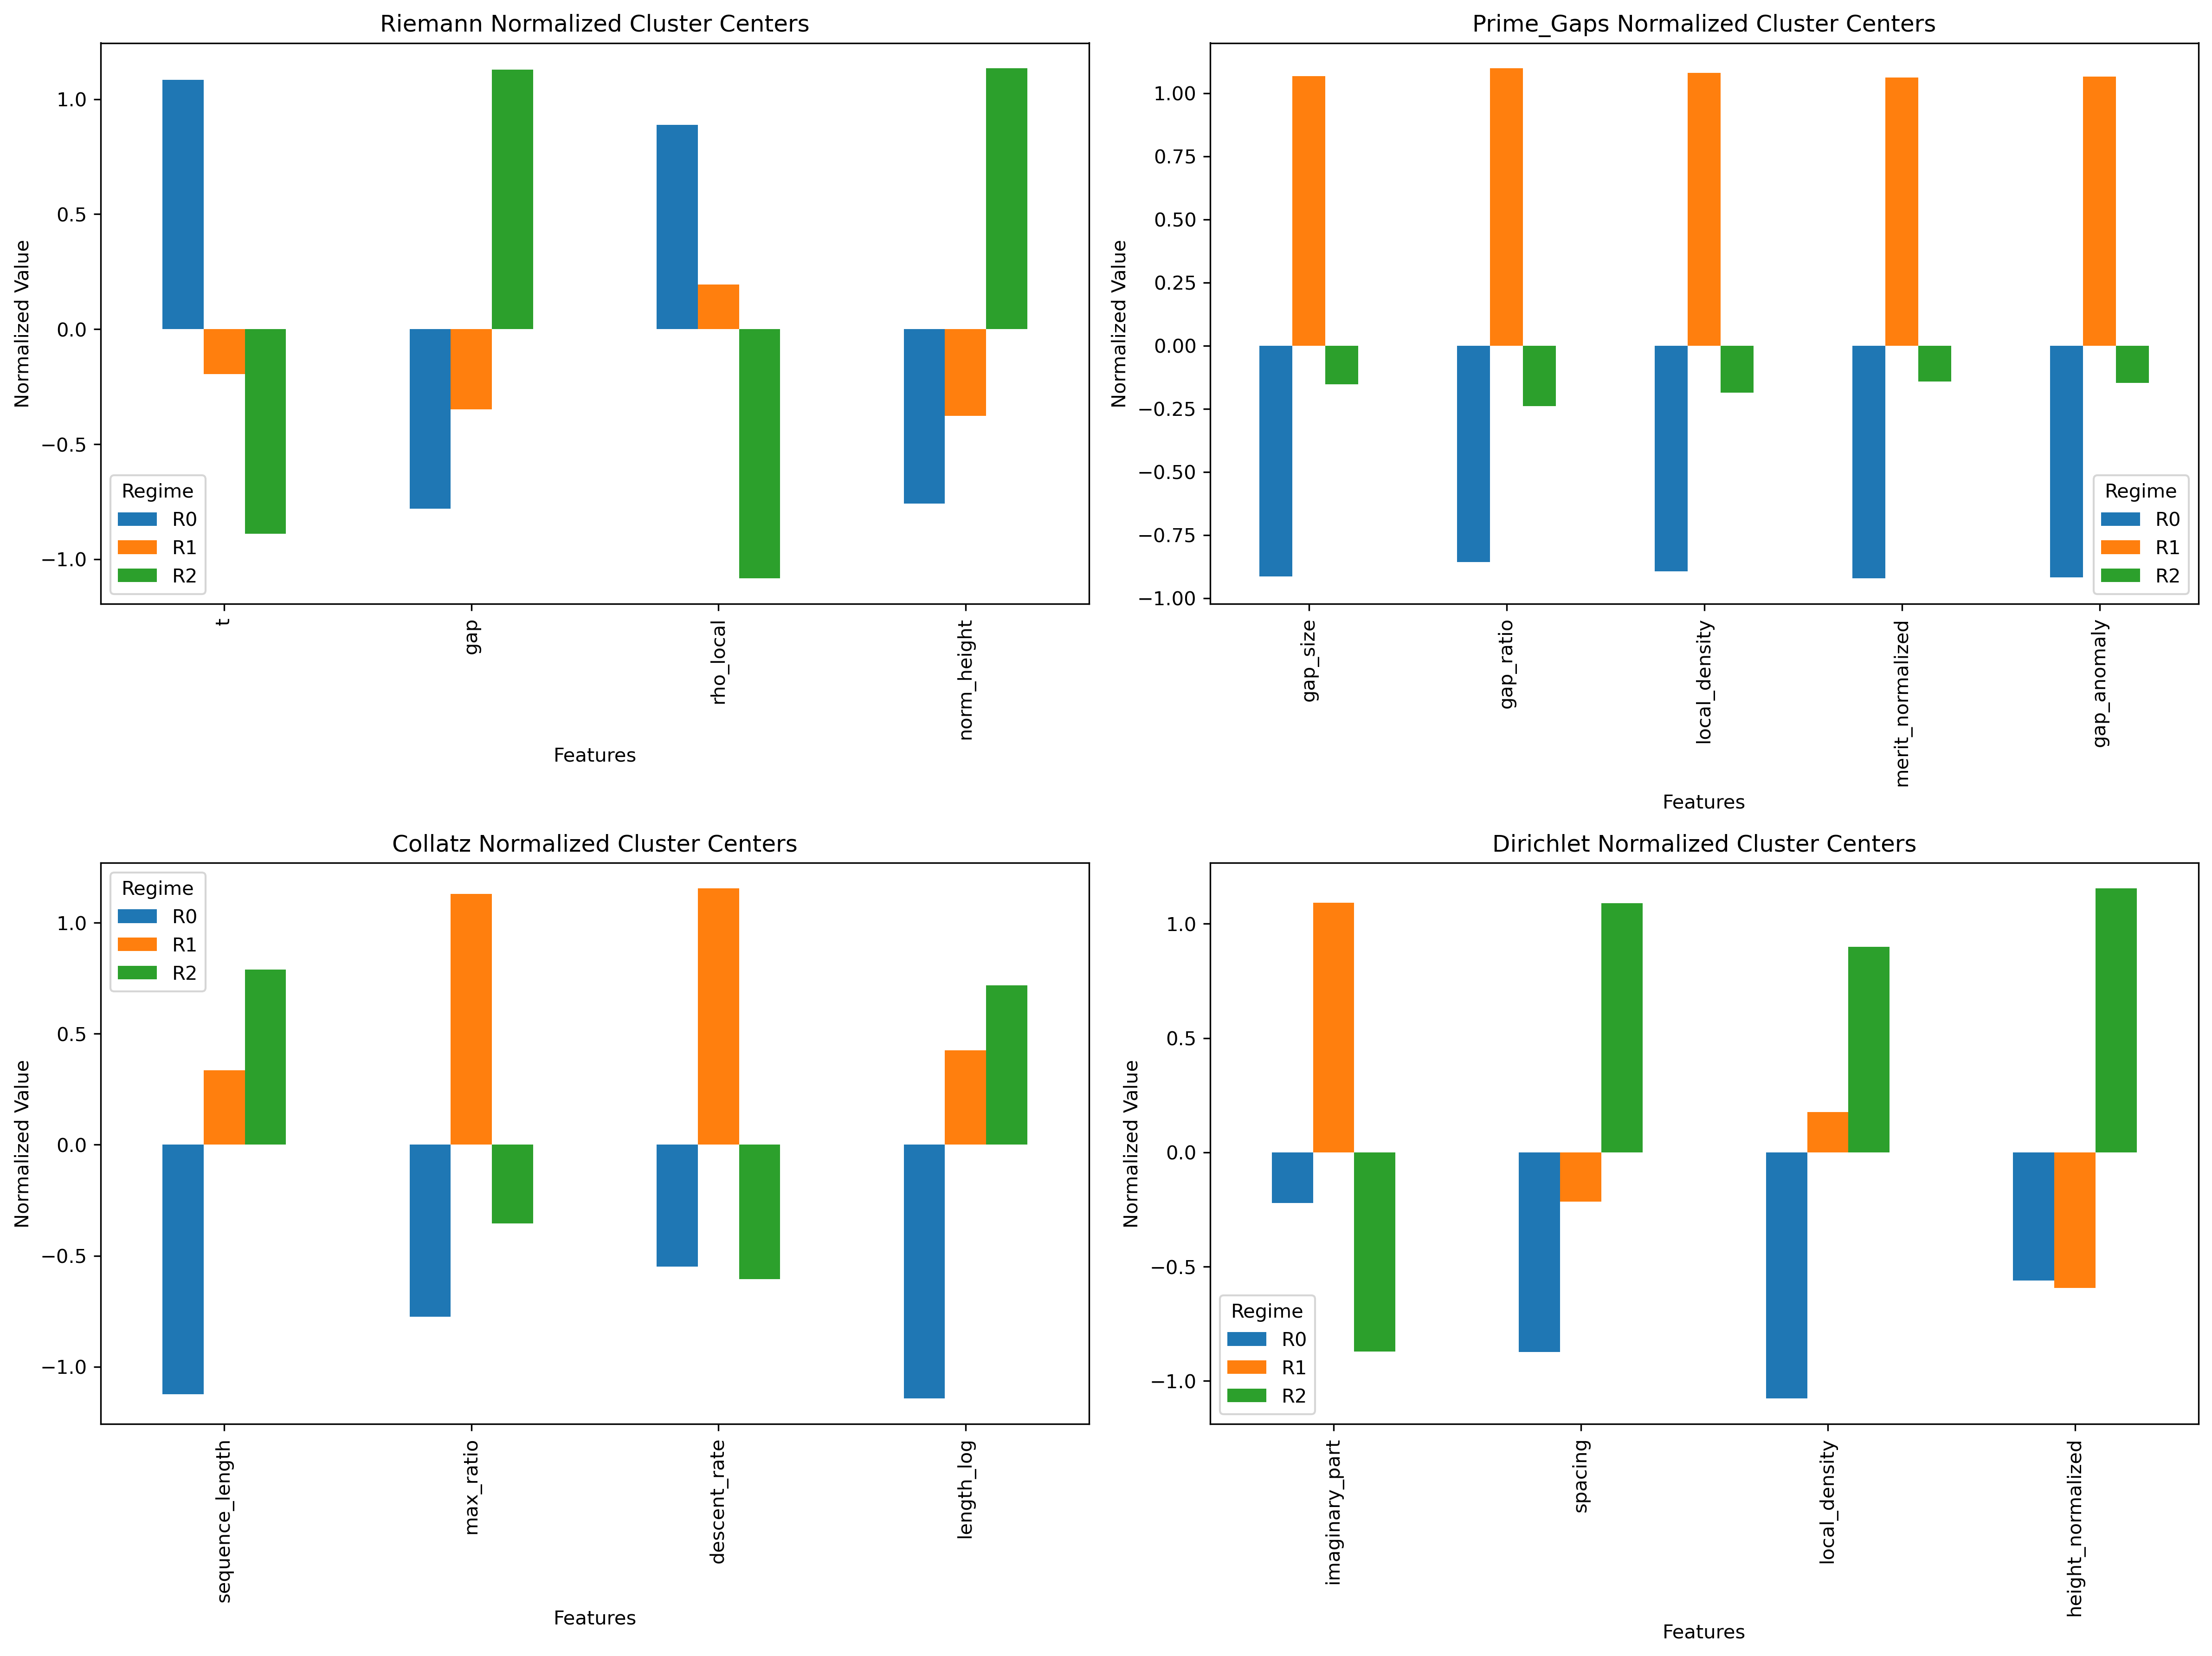 Riemann Normalized Cluster Centers
Normalized Value
1.0
0.5
0.0
−0.5
−1.0
Regime
R0
R1
R2
t
gap
rho_local
norm_height
Features
Prime_Gaps Normalized Cluster Centers
Normalized Value
1.00
0.75
0.50
0.25
0.00
−0.25
−0.50
−0.75
−1.00
Regime
R0
R1
R2
gap_size
gap_ratio
local_density
merit_normalized
gap_anomaly
Features
Collatz Normalized Cluster Centers
Normalized Value
1.0
0.5
0.0
−0.5
−1.0
Regime
R0
R1
R2
sequence_length
max_ratio
descent_rate
length_log
Features
Dirichlet Normalized Cluster Centers
Normalized Value
1.0
0.5
0.0
−0.5
−1.0
Regime
R0
R1
R2
imaginary_part
spacing
local_density
height_normalized
Features